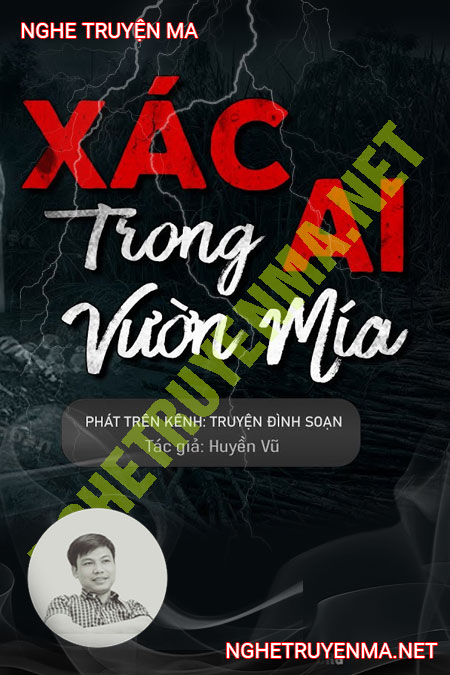 NGHE TRUYỆN MA
XÁC
Trong AI
Vườn Mía
NGHETRUYENMA.NET
PHÁT TRÊN KÊNH: TRUYỆN ĐÌNH SOẠN
Tác giả: Huyền Vũ
NGHETRUYENMA.NET